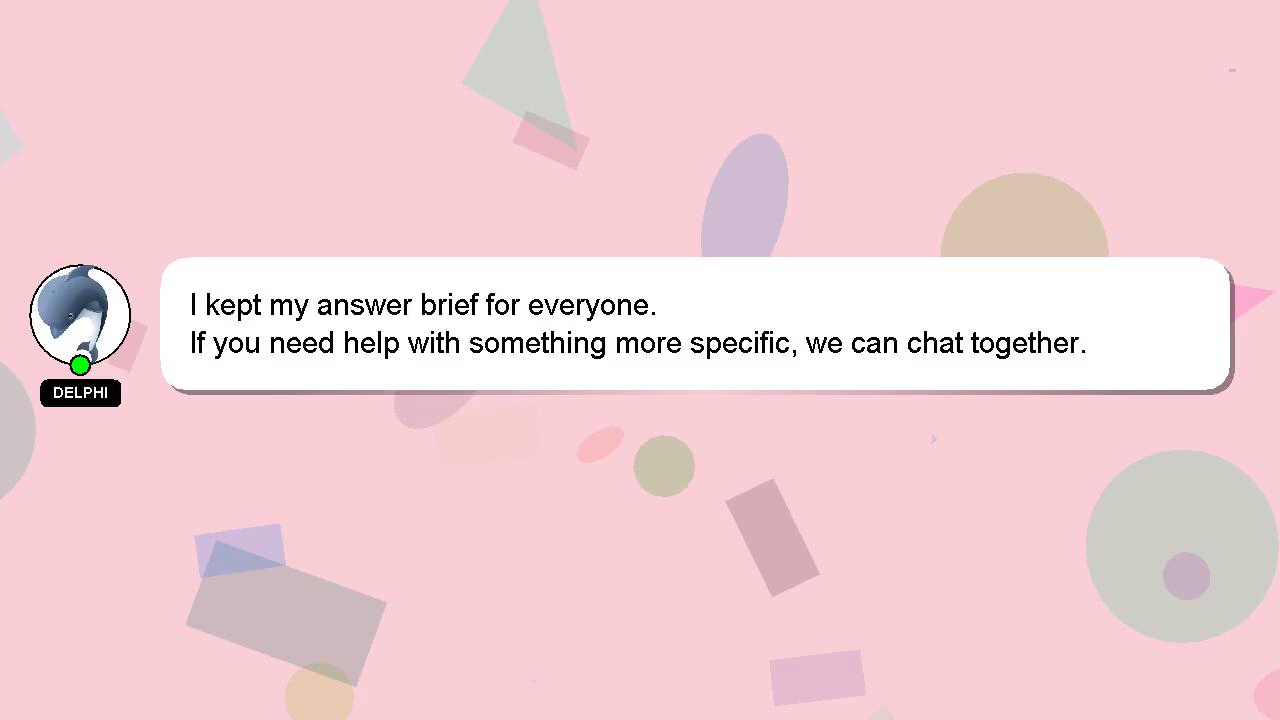 I kept my answer brief for everyone.
If you need help with something more specific, we can chat together.
DELPHI